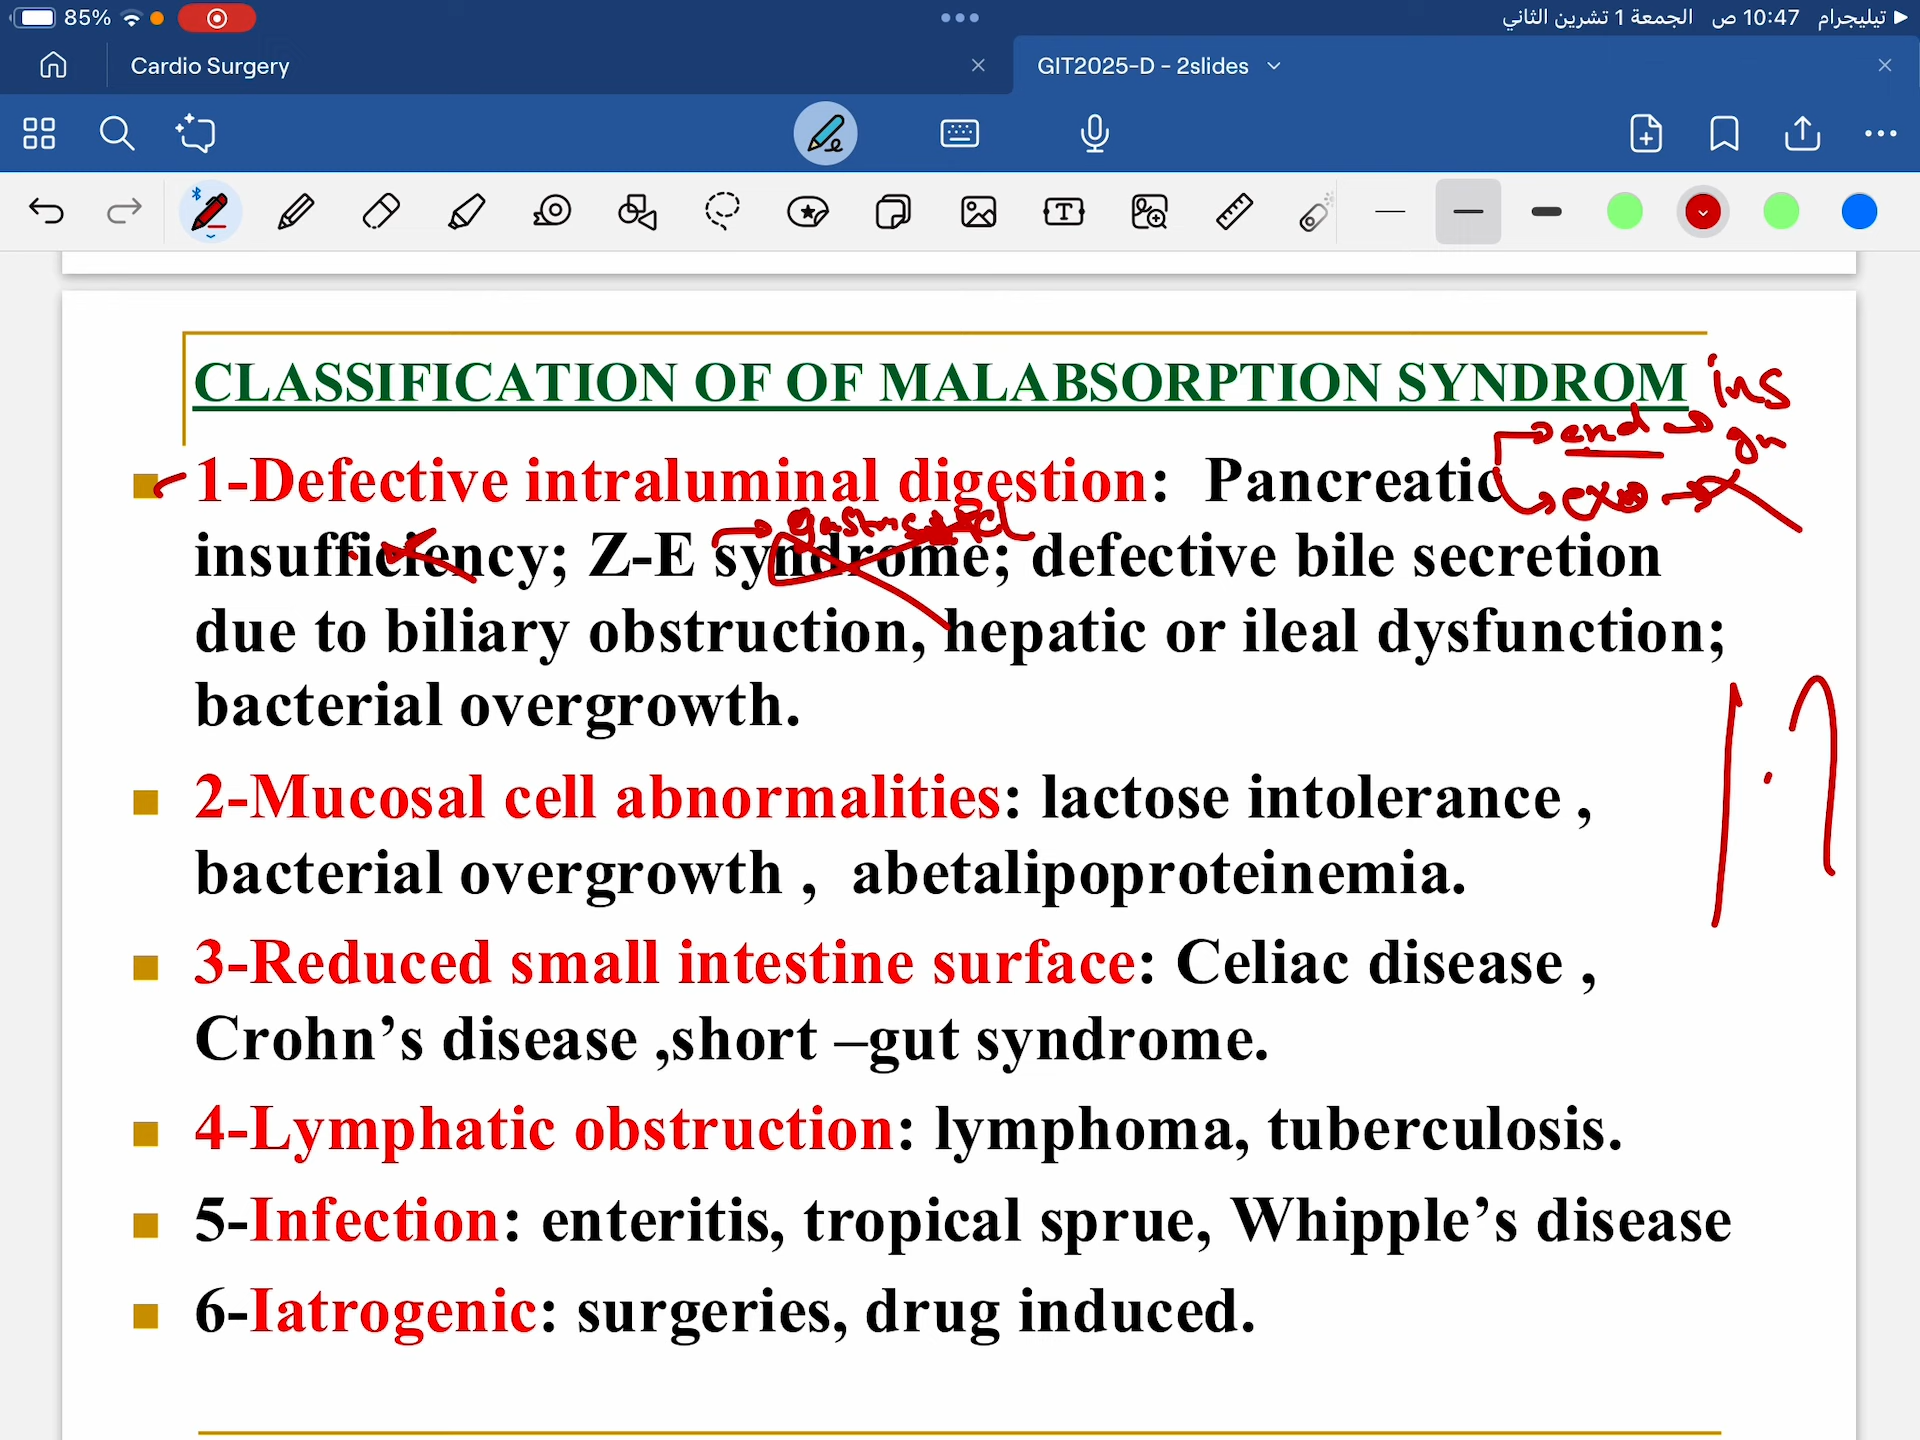 85%
تيليجرام 10:47 ص الجمعة 1 تشرين الثاني
Cardio Surgery
GIT2025-D - 2slides
CLASSIFICATION OF OF MALABSORPTION SYNDROM
ins
end
gn
1-Defective intraluminal digestion: Pancreatic
exo
insufficiency; Z-E syndrome; defective bile secretion
due to biliary obstruction, hepatic or ileal dysfunction;
bacterial overgrowth.
2-Mucosal cell abnormalities: lactose intolerance ,
bacterial overgrowth , abetalipoproteinemia.
3-Reduced small intestine surface: Celiac disease ,
Crohn’s disease ,short –gut syndrome.
4-Lymphatic obstruction: lymphoma, tuberculosis.
5-Infection: enteritis, tropical sprue, Whipple’s disease
6-Iatrogenic: surgeries, drug induced.